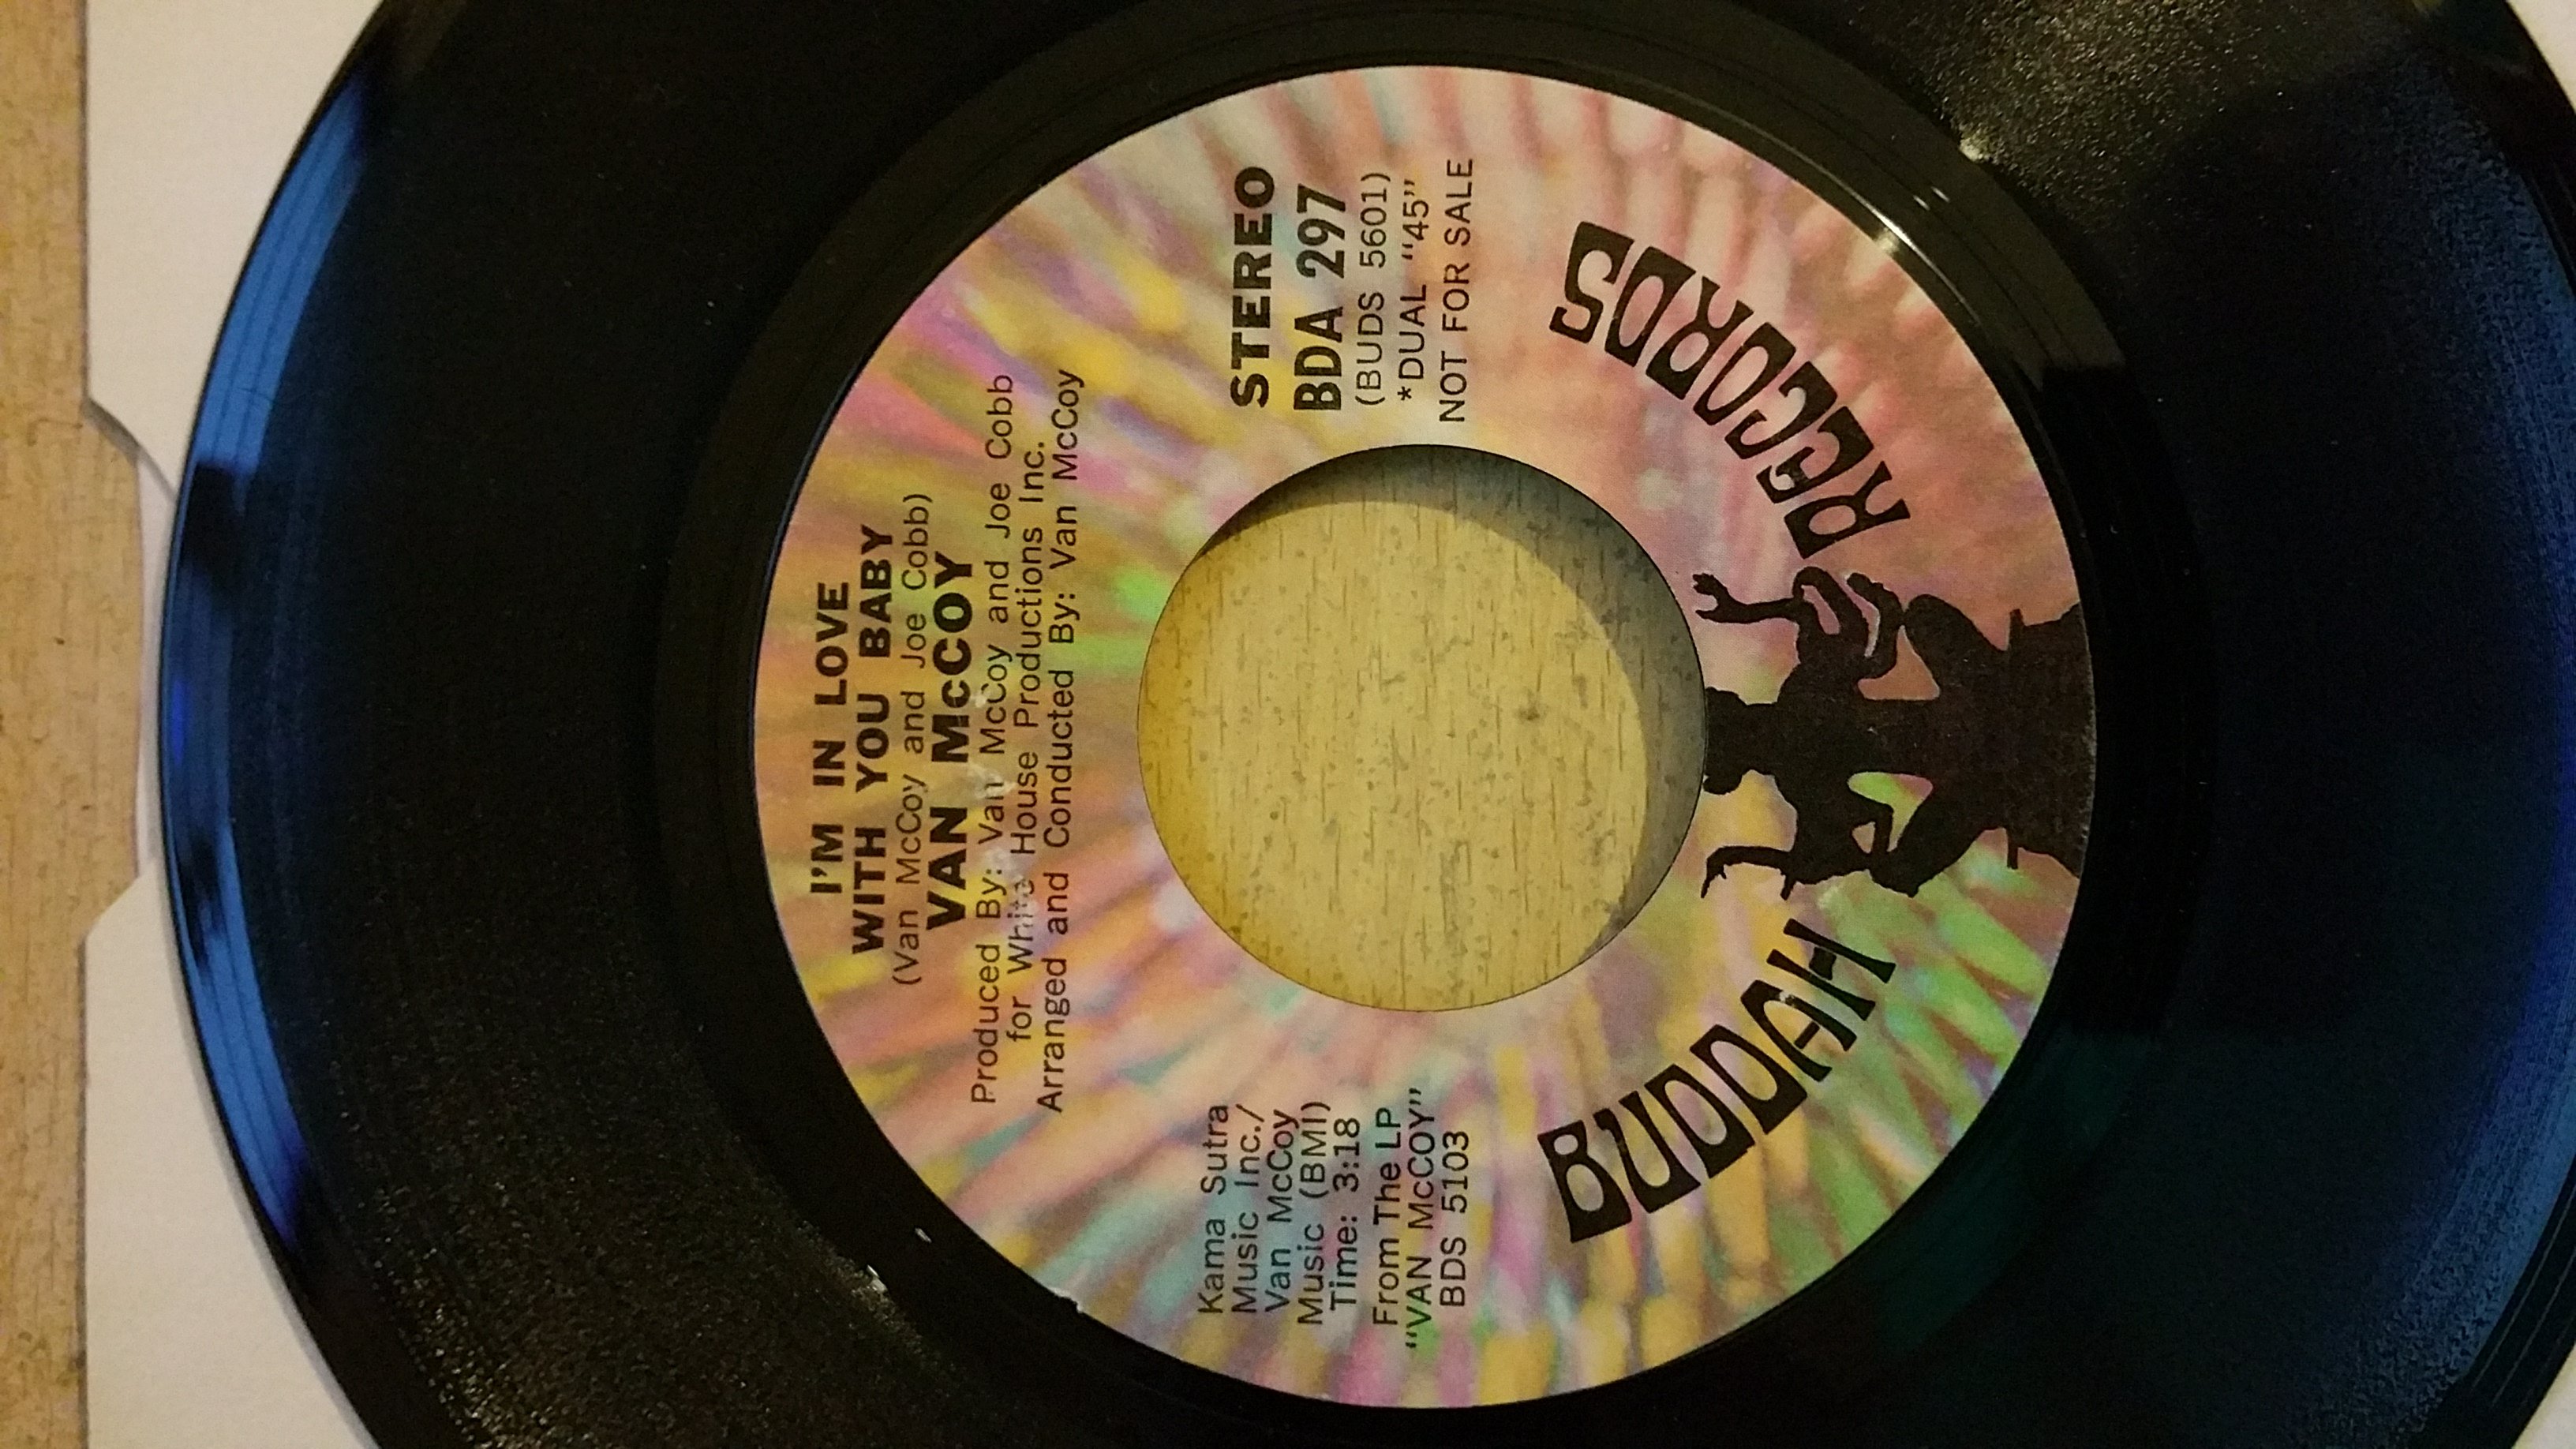 I'M IN LOVE
WITH YOU BABY
(Van McCoy and Joe Cobb)
VAN McCOY
Produced By: Van McCoy and Joe Cobb
for White House Productions Inc.
Arranged and Conducted By: Van McCoy
Kama Sutra
Music Inc./
Van McCoy
Music (BMI)
Time: 3:18
From The LP
"VAN McCOY"
BDS 5103
STEREO
BDA 297
(BUDS 5601)
*DUAL "45"
NOT FOR SALE
BUDDAH RECORDS